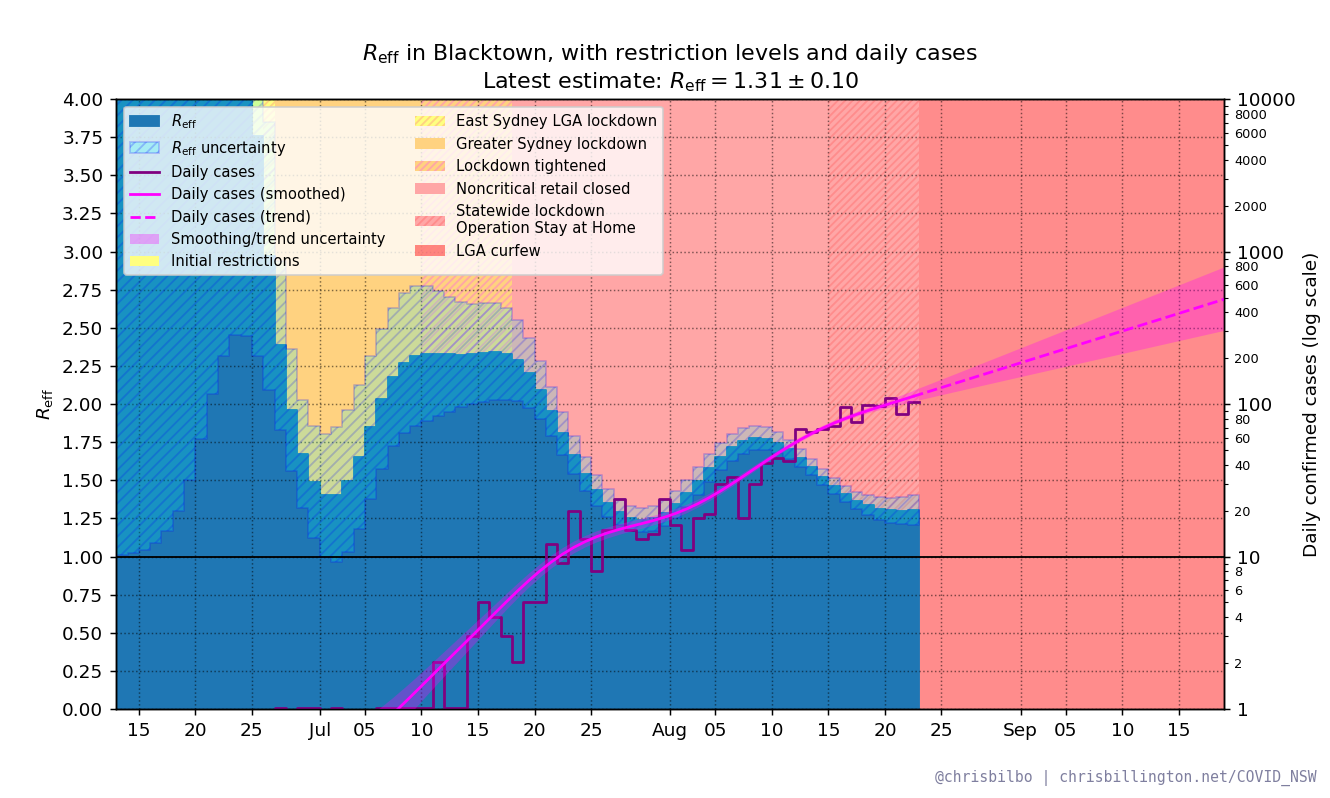 R_eff in Blacktown, with restriction levels and daily cases
Latest estimate: R_eff = 1.31 ± 0.10
R_eff
R_eff uncertainty
Daily cases
Daily cases (smoothed)
Daily cases (trend)
Smoothing/trend uncertainty
Initial restrictions
East Sydney LGA lockdown
Greater Sydney lockdown
Lockdown tightened
Noncritical retail closed
Statewide lockdown
Operation Stay at Home
LGA curfew
R_eff
4.00
3.75
3.50
3.25
3.00
2.75
2.50
2.25
2.00
1.75
1.50
1.25
1.00
0.75
0.50
0.25
0.00
15 20 25 Jul 05 10 15 20 25 Aug 05 10 15 20 25 Sep 05 10 15
10000
8000
6000
4000
2000
1000
800
600
400
200
100
80
60
40
20
10
8
6
4
2
1
Daily confirmed cases (log scale)
@chrisbilbo | chrisbillington.net/COVID_NSW